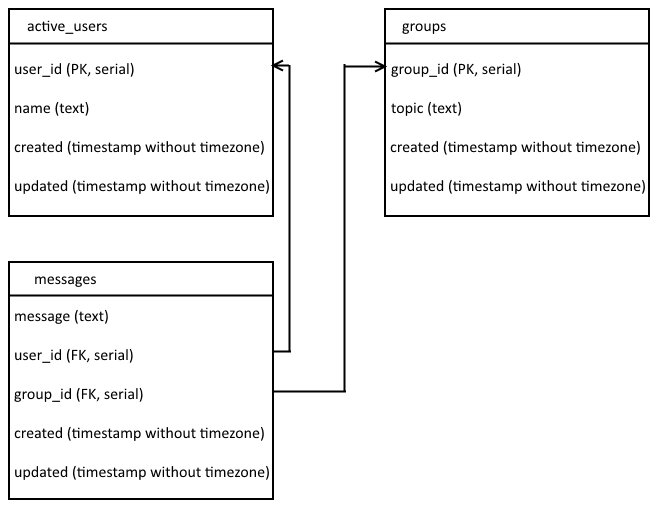 active_users
user_id (PK, serial)
name (text)
created (timestamp without timezone)
updated (timestamp without timezone)
groups
group_id (PK, serial)
topic (text)
created (timestamp without timezone)
updated (timestamp without timezone)
messages
message (text)
user_id (FK, serial)
group_id (FK, serial)
created (timestamp without timezone)
updated (timestamp without timezone)